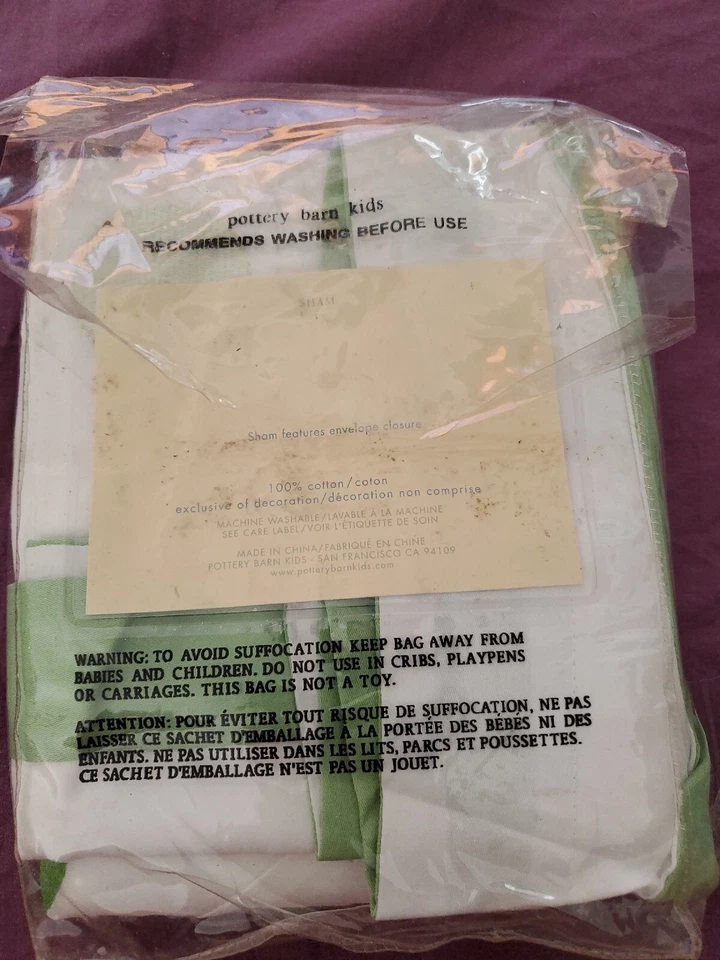 pottery barn kids
RECOMMENDS WASHING BEFORE USE
SHAM
Sham features envelope closure
100% cotton/coton
exclusive of decoration/décoration non comprise
MACHINE WASHABLE/LAVABLE À LA MACHINE
SEE CARE LABEL/VOIR L'ÉTIQUETTE DE SOIN
MADE IN CHINA/FABRIQUÉ EN CHINE
POTTERY BARN KIDS - SAN FRANCISCO CA 94109
www.potterybarnkids.com
WARNING: TO AVOID SUFFOCATION KEEP BAG AWAY FROM
BABIES AND CHILDREN. DO NOT USE IN CRIBS, PLAYPENS
OR CARRIAGES. THIS BAG IS NOT A TOY.
ATTENTION: POUR ÉVITER TOUT RISQUE DE SUFFOCATION, NE PAS
LAISSER CE SACHET D'EMBALLAGE À LA PORTÉE DES BÉBÉS NI DES
ENFANTS. NE PAS UTILISER DANS LES LITS, PARCS ET POUSSETTES.
CE SACHET D'EMBALLAGE N'EST PAS UN JOUET.